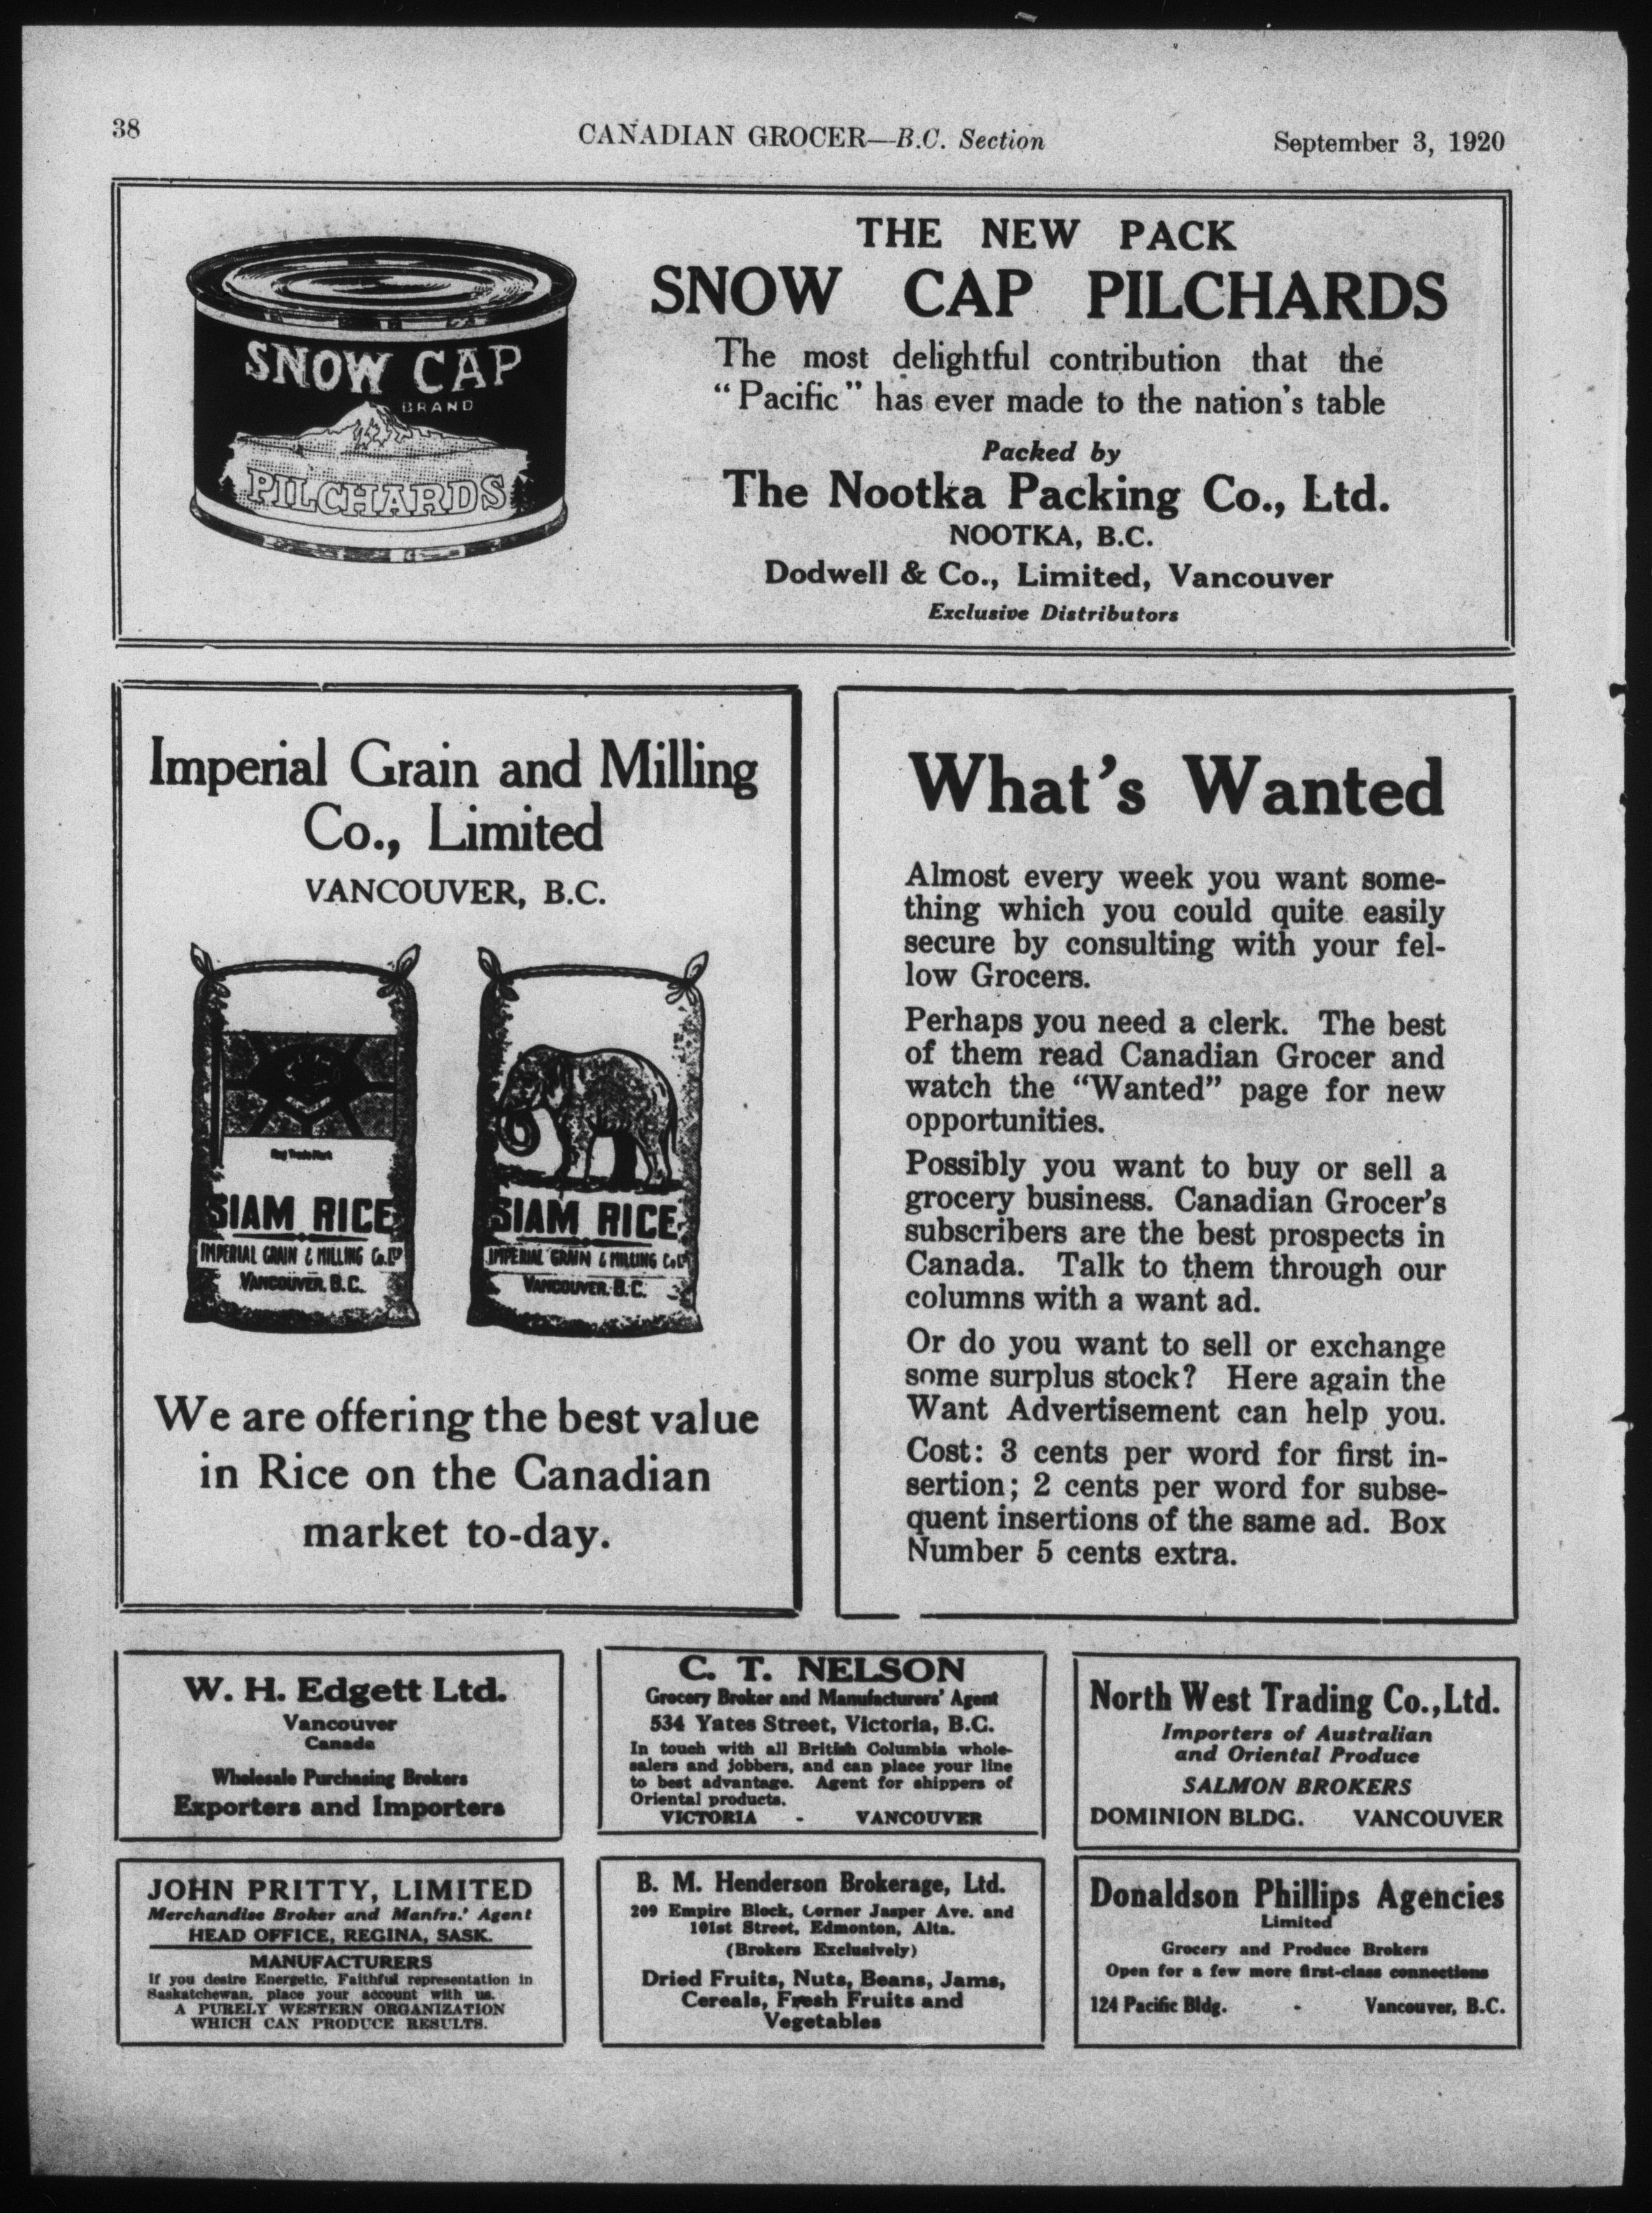 38
CANADIAN GROCER—B.C. Section
September 3, 1920
SNOW CAP
BRAND
PILCHARDS
THE NEW PACK
SNOW CAP PILCHARDS
The most delightful contribution that the
"Pacific" has ever made to the nation's table
Packed by
The Nootka Packing Co., Ltd.
NOOTKA, B.C.
Dodwell & Co., Limited, Vancouver
Exclusive Distributors
Imperial Grain and Milling
Co., Limited
VANCOUVER, B.C.
Reg Trade Mark
SIAM RICE
IMPERIAL GRAIN & MILLING Co. LTD
VANCOUVER, B.C.
SIAM RICE
IMPERIAL GRAIN & MILLING Co LTD
VANCOUVER. B.C.
We are offering the best value
in Rice on the Canadian
market to-day.
What's Wanted
Almost every week you want some-
thing which you could quite easily
secure by consulting with your fel-
low Grocers.
Perhaps you need a clerk. The best
of them read Canadian Grocer and
watch the "Wanted" page for new
opportunities.
Possibly you want to buy or sell a
grocery business. Canadian Grocer's
subscribers are the best prospects in
Canada. Talk to them through our
columns with a want ad.
Or do you want to sell or exchange
some surplus stock? Here again the
Want Advertisement can help you.
Cost: 3 cents per word for first in-
sertion; 2 cents per word for subse-
quent insertions of the same ad. Box
Number 5 cents extra.
W. H. Edgett Ltd.
Vancouver
Canada
Wholesale Purchasing Brokers
Exporters and Importers
C. T. NELSON
Grocery Broker and Manufacturers' Agent
534 Yates Street, Victoria, B.C.
In touch with all British Columbia whole-
salers and jobbers, and can place your line
to best advantage. Agent for shippers of
Oriental products.
VICTORIA - VANCOUVER
North West Trading Co., Ltd.
Importers of Australian
and Oriental Produce
SALMON BROKERS
DOMINION BLDG. VANCOUVER
JOHN PRITTY, LIMITED
Merchandise Broker and Manfrs.' Agent
HEAD OFFICE, REGINA, SASK.
MANUFACTURERS
If you desire Energetic, Faithful representation in
Saskatchewan, place your account with us.
A PURELY WESTERN ORGANIZATION
WHICH CAN PRODUCE RESULTS.
B. M. Henderson Brokerage, Ltd.
209 Empire Block, Corner Jasper Ave. and
101st Street, Edmonton, Alta.
(Brokers Exclusively)
Dried Fruits, Nuts, Beans, Jams,
Cereals, Fresh Fruits and
Vegetables
Donaldson Phillips Agencies
Limited
Grocery and Produce Brokers
Open for a few more first-class connections
124 Pacific Bldg. - Vancouver, B.C.